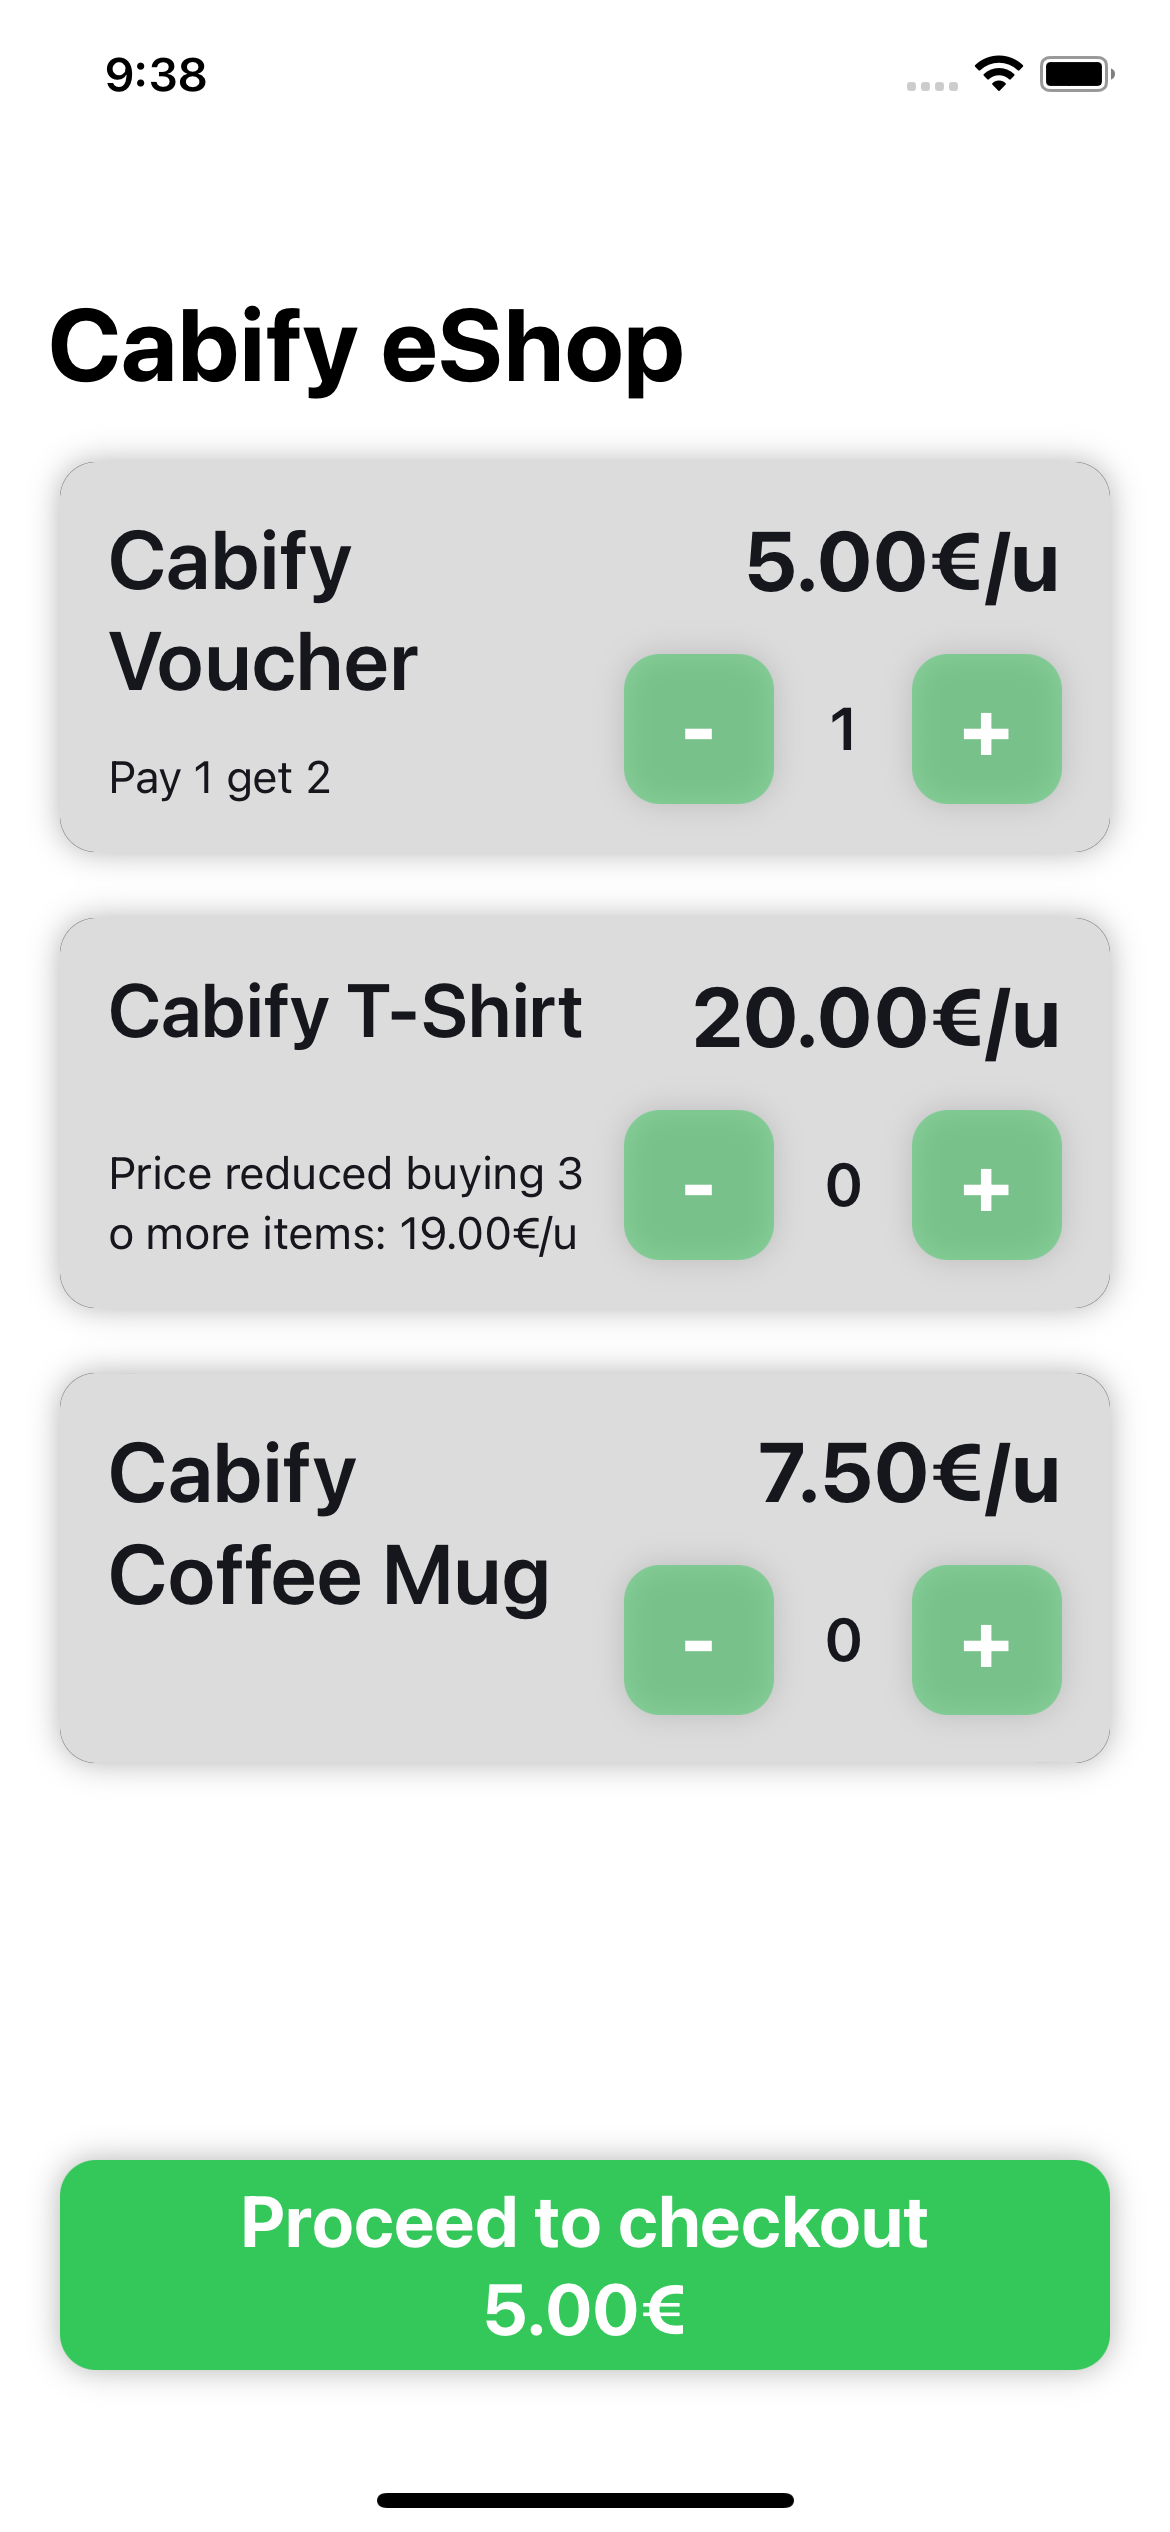 9:38
Cabify eShop
Cabify
Voucher
5.00€/u
Pay 1 get 2
- 1 +
Cabify T-Shirt
20.00€/u
Price reduced buying 3
o more items: 19.00€/u
- 0 +
Cabify
Coffee Mug
7.50€/u
- 0 +
Proceed to checkout
5.00€